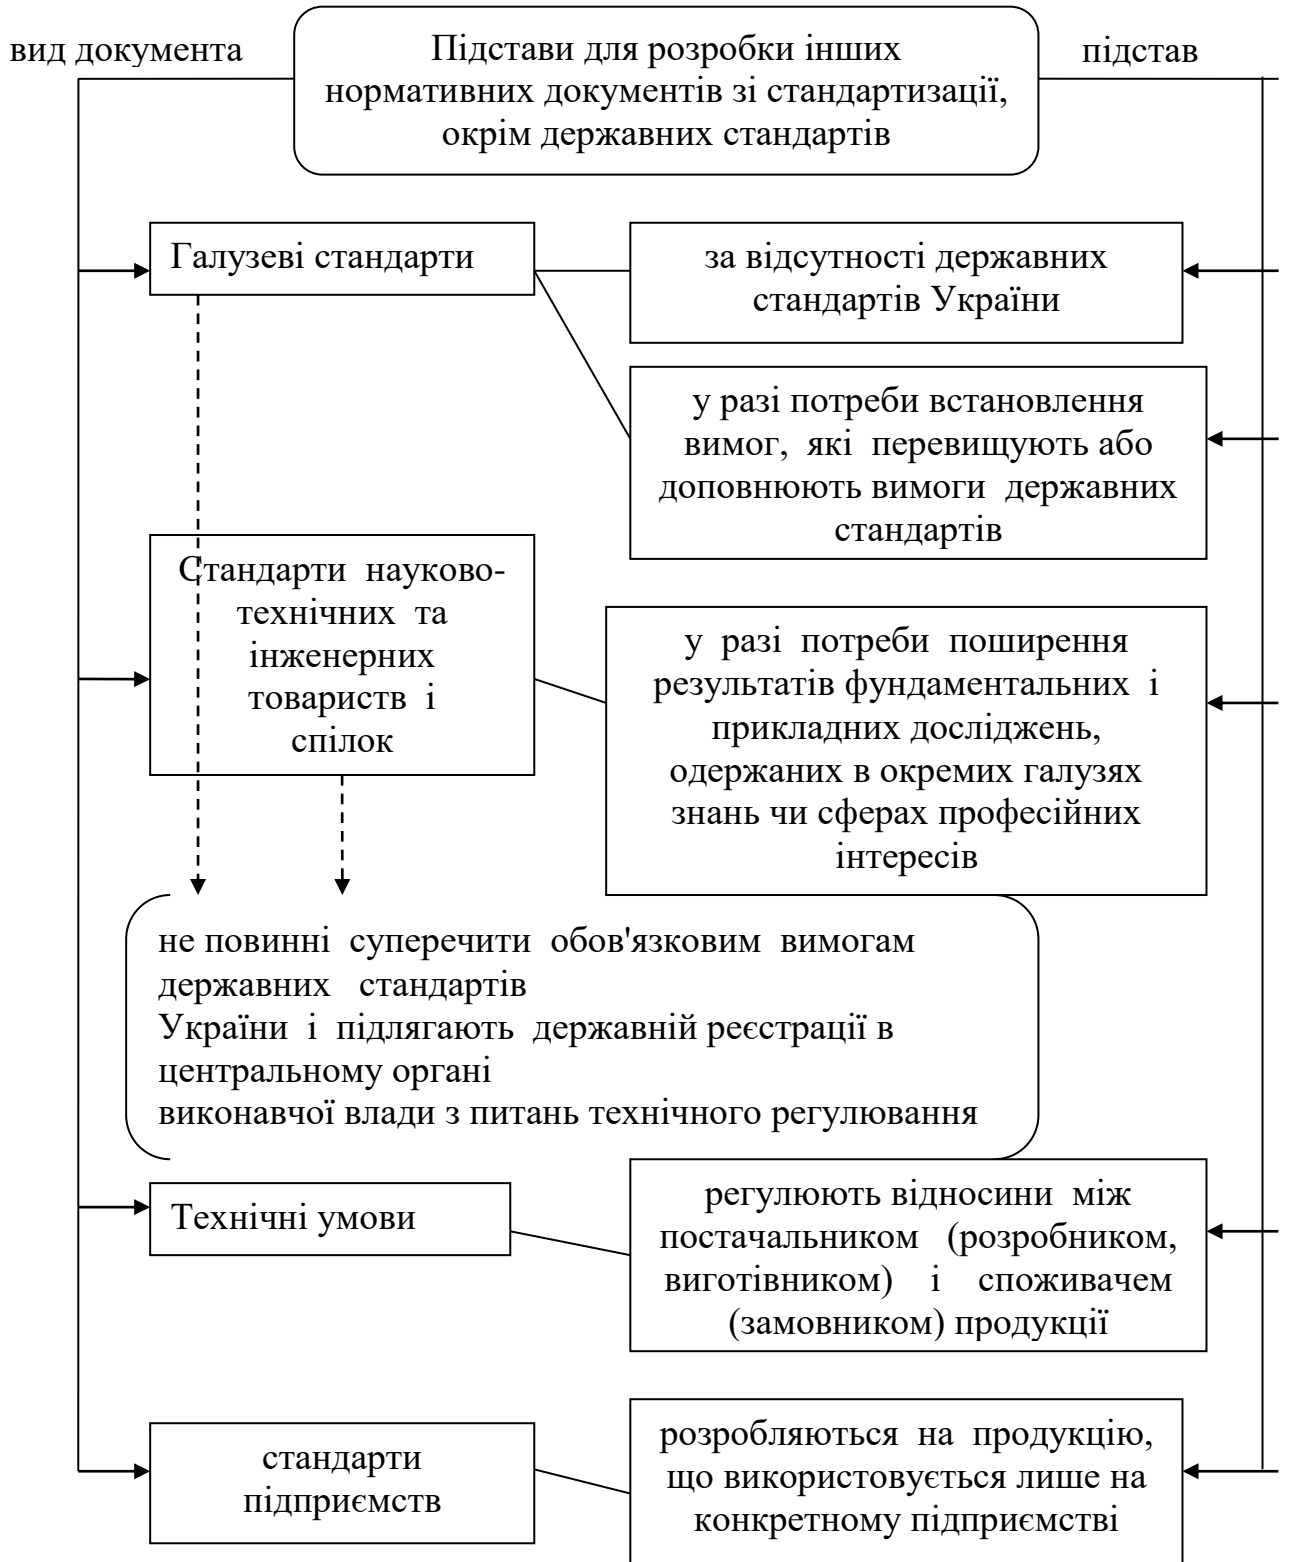 вид документа
Підстави для розробки інших
нормативних документів зі стандартизації,
окрім державних стандартів
підстав
Галузеві стандарти
за відсутності державних
стандартів України
у разі потреби встановлення
вимог, які перевищують або
доповнюють вимоги державних
стандартів
Стандарти науково-
технічних та
інженерних
товариств і
спілок
у разі потреби поширення
результатів фундаментальних і
прикладних досліджень,
одержаних в окремих галузях
знань чи сферах професійних
інтересів
не повинні суперечити обов'язковим вимогам
державних стандартів
України і підлягають державній реєстрації в
центральному органі
виконавчої влади з питань технічного регулювання
Технічні умови
регулюють відносини між
постачальником (розробником,
виготівником) і споживачем
(замовником) продукції
стандарти
підприємств
розробляються на продукцію,
що використовується лише на
конкретному підприємстві